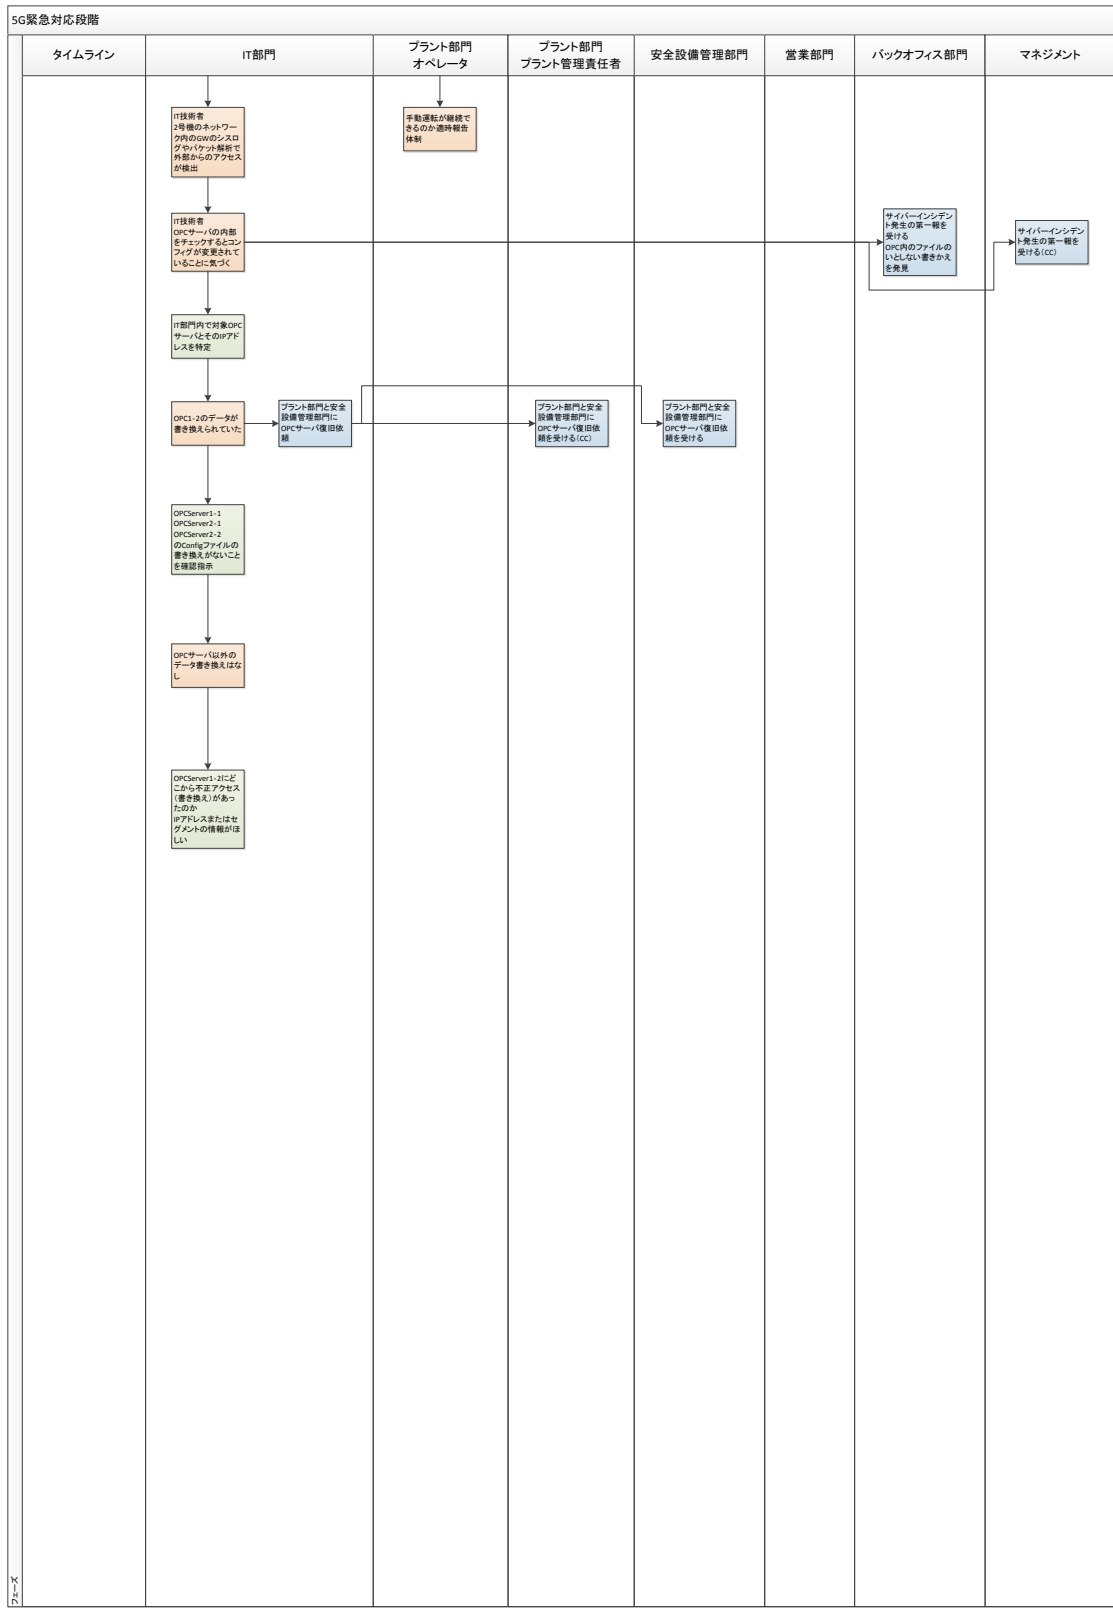 5G緊急対応段階
タイムライン
IT部門
プラント部門
オペレータ
プラント部門
プラント管理責任者
安全設備管理部門
営業部門
バックオフィス部門
マネジメント
IT技術者
2号機のネットワー
ク内のGWのシスロ
グやパケット解析で
外部からのアクセス
が検出
手動運転が継続で
きるのか適時報告
体制
IT技術者
OPCサーバの内部
をチェックするとコン
フィグが変更されて
いることに気づく
サイバーインシデン
ト発生の第一報を
受ける
OPC内のファイルの
いとしない書きかえ
を発見
サイバーインシデン
ト発生の第一報を
受ける(CC)
IT部門内で対象OPC
サーバとそのIPアド
レスを特定
OPC1-2のデータが
書き換えられていた
プラント部門と安全
設備管理部門に
OPCサーバ復旧依
頼
プラント部門と安全
設備管理部門に
OPCサーバ復旧依
頼を受ける(CC)
プラント部門と安全
設備管理部門に
OPCサーバ復旧依
頼を受ける
OPCServer1-1
OPCServer2-1
OPCServer2-2
のConfigファイルの
書き換えがないこと
を確認指示
OPCサーバ以外の
データ書き換えはな
し
OPCServer1-2にど
こから不正アクセス
(書き換え)があっ
たのか
IPアドレスまたはセ
グメントの情報がほ
しい
フェーズ